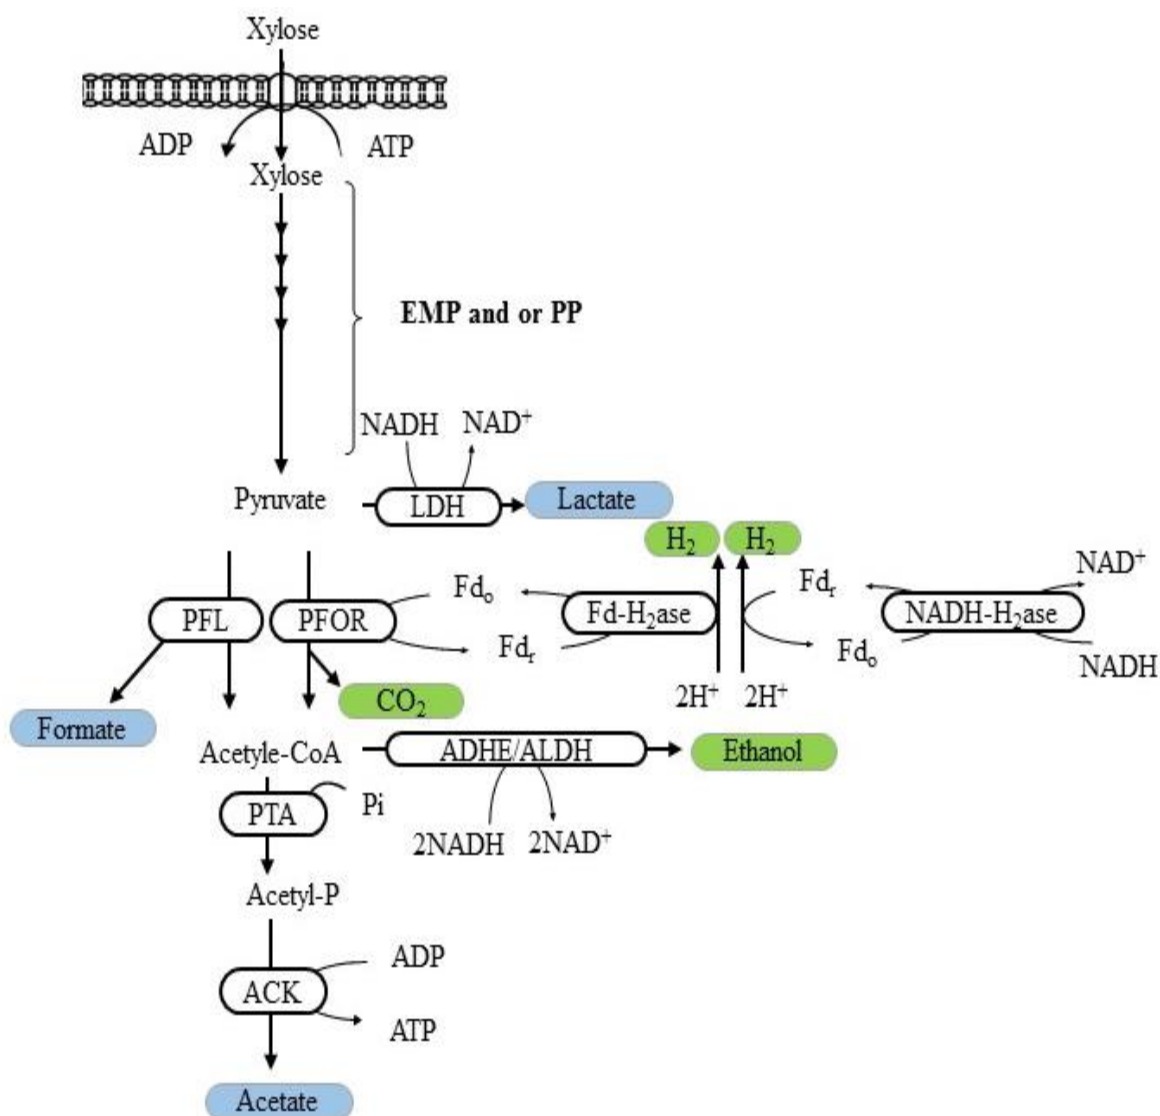 Xylose
ADP
ATP
Xylose
EMP and or PP
NADH
NAD⁺
Pyruvate
LDH
Lactate
H₂
H₂
NAD⁺
PFL
PFOR
Fdₒ
Fdᵣ
Fd-H₂ase
Fdᵣ
Fdₒ
NADH-H₂ase
NADH
2H⁺
2H⁺
CO₂
Formate
Acetyle-CoA
ADHE/ALDH
Ethanol
PTA
Pi
2NADH
2NAD⁺
Acetyl-P
ADP
ACK
ATP
Acetate